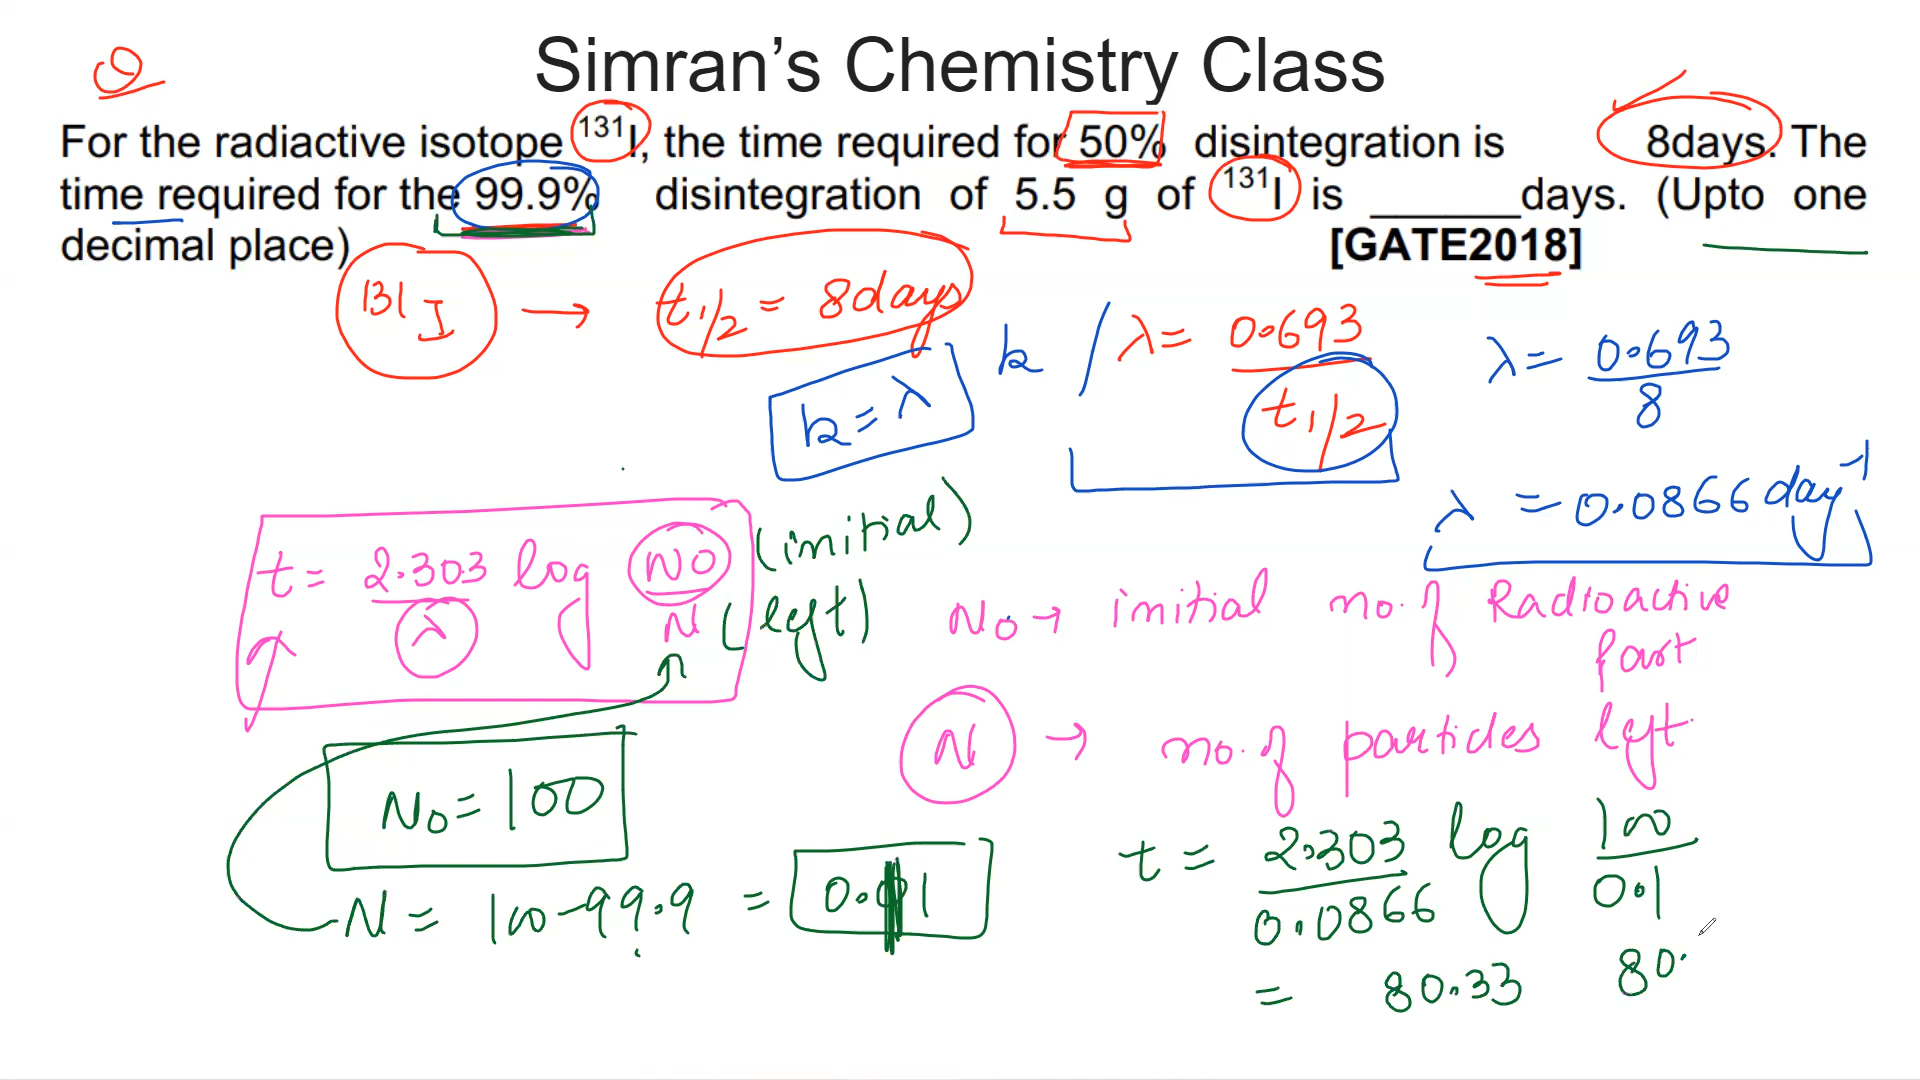 Simran’s Chemistry Class
Q
For the radiactive isotope ¹³¹I, the time required for 50% disintegration is 8days. The
time required for the 99.9% disintegration of 5.5 g of ¹³¹I is ______days. (Upto one
decimal place) [GATE2018]
¹³¹I → t1/2 = 8days
k / λ = 0.693 / t1/2
λ = 0.693 / 8
k = λ
λ = 0.0866 day⁻¹
t = 2.303 / λ log No (initial) / N (left)
No → initial no. of Radioactive
part
N → no. of particles left
No = 100
N = 100-99.9 = 0.1
t = 2.303 / 0.0866 log 100 / 0.1
= 80.33 80.